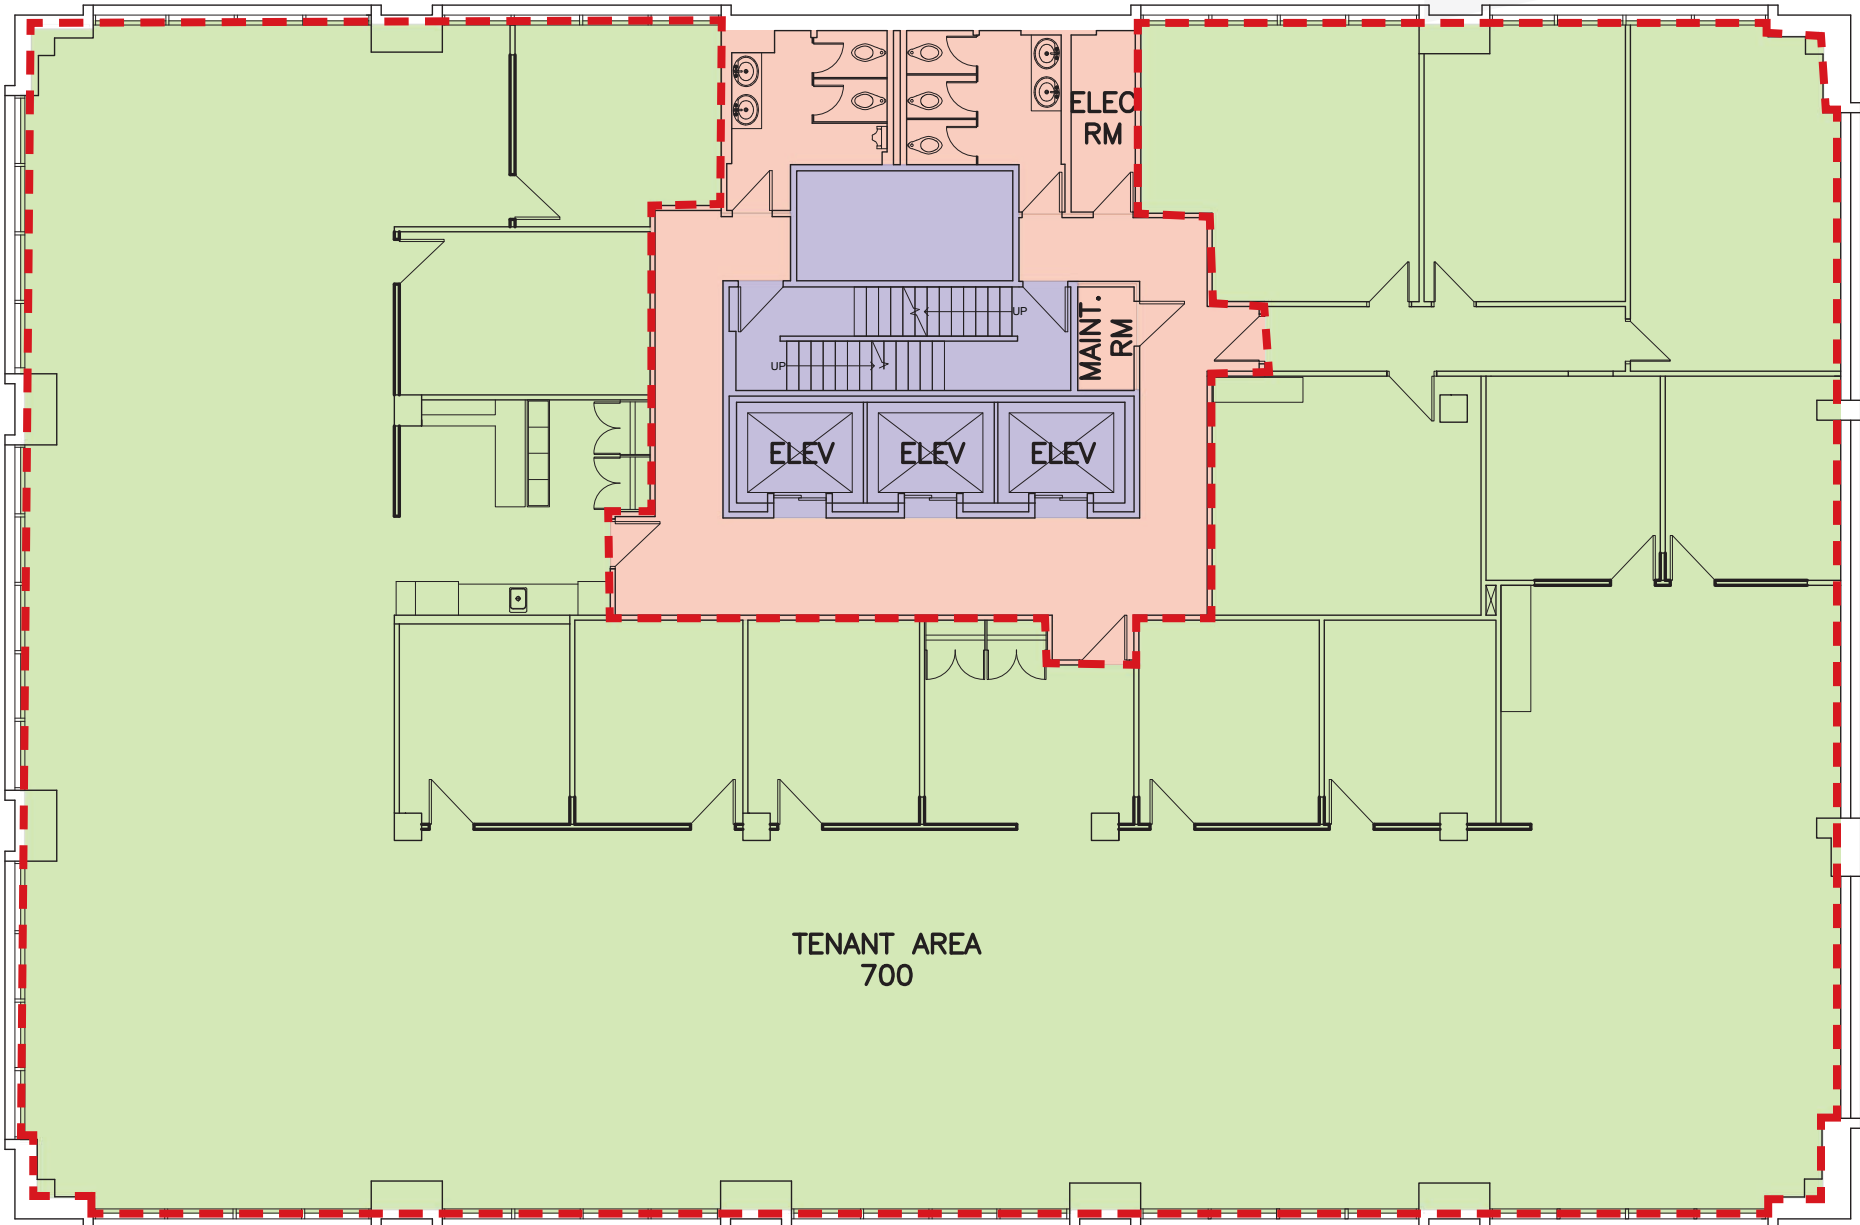 ELEC
RM
UP
MAINT.
RM
UP
ELEV
ELEV
ELEV
TENANT AREA
700